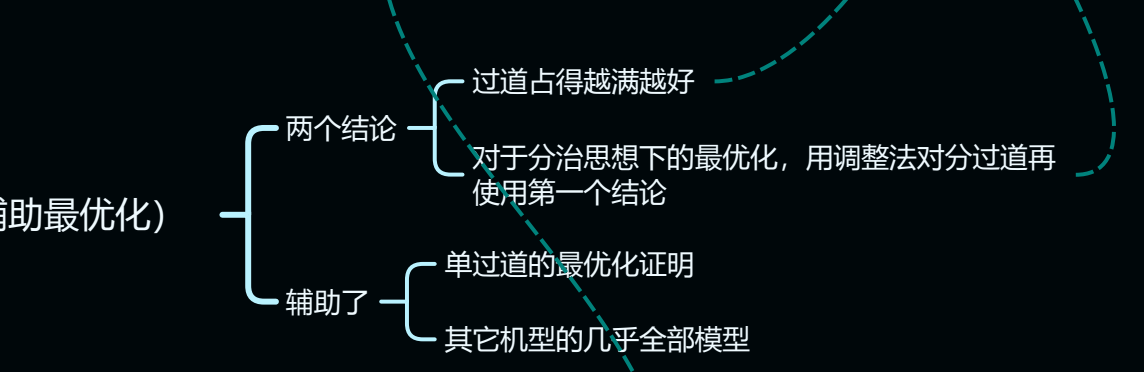 过道占得越满越好
两个结论
对于分治思想下的最优化，用调整法对分过道再
使用第一个结论
助最优化）
单过道的最优化证明
辅助了
其它机型的几乎全部模型